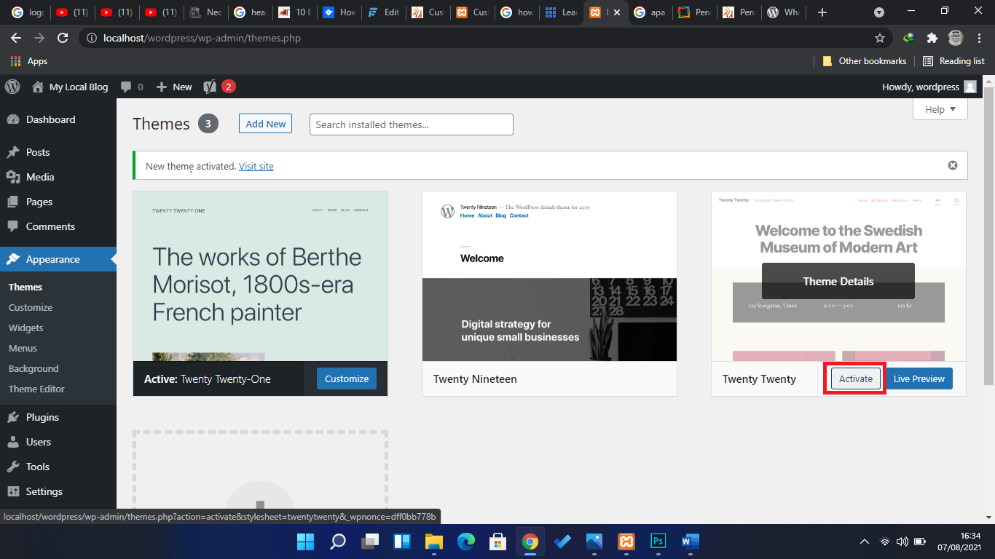 logo
(11)
(11)
(11)
Nec
hea
10 E
How
Edit
Cus
Cus
how
Lea
apa
Pen
Pen
Wha
localhost/wordpress/wp-admin/themes.php
Apps
Other bookmarks
Reading list
My Local Blog
0
New
2
Howdy, wordpress
Dashboard
Posts
Media
Pages
Comments
Appearance
Themes
Customize
Widgets
Menus
Background
Theme Editor
Plugins
Users
Tools
Settings
Themes 3
Add New
Search installed themes...
Help
New theme activated. Visit site
TWENTY TWENTY-ONE
The works of Berthe
Morisot, 1800s-era
French painter
Active: Twenty Twenty-One
Customize
Twenty Nineteen — The WordPress default theme for 2019
Home About Blog Contact
Welcome
Digital strategy for
unique small businesses
Twenty Nineteen
Twenty Twenty
Welcome to the Swedish
Museum of Modern Art
Theme Details
Twenty Twenty
Activate
Live Preview
localhost/wordpress/wp-admin/themes.php?action=activate&stylesheet=twentytwenty&_wpnonce=dff0bb778b
16:34
07/08/2021